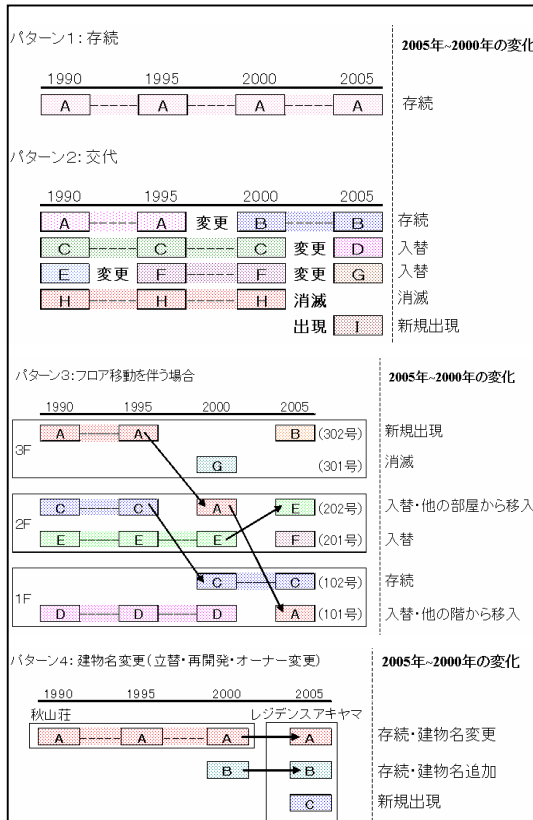 パターン1：存続
2005年~2000年の変化
1990 1995 2000 2005
A A A A 存続
パターン2：交代
1990 1995 2000 2005
A A 変更 B B 存続
C C C 変更 D 入替
E 変更 F F 変更 G 入替
H H H 消滅 消滅
出現 I 新規出現
パターン3：フロア移動を伴う場合
2005年~2000年の変化
1990 1995 2000 2005
3F
A A B (302号) 新規出現
G (301号) 消滅
2F
C C A E (202号) 入替・他の部屋から移入
E E E F (201号) 入替
1F
C C (102号) 存続
D D D A (101号) 入替・他の階から移入
パターン4：建物名変更(立替・再開発・オーナー変更)
2005年~2000年の変化
1990 1995 2000 2005
秋山荘 レジデンスアキヤマ
A A A A 存続・建物名変更
B B 存続・建物名追加
C 新規出現